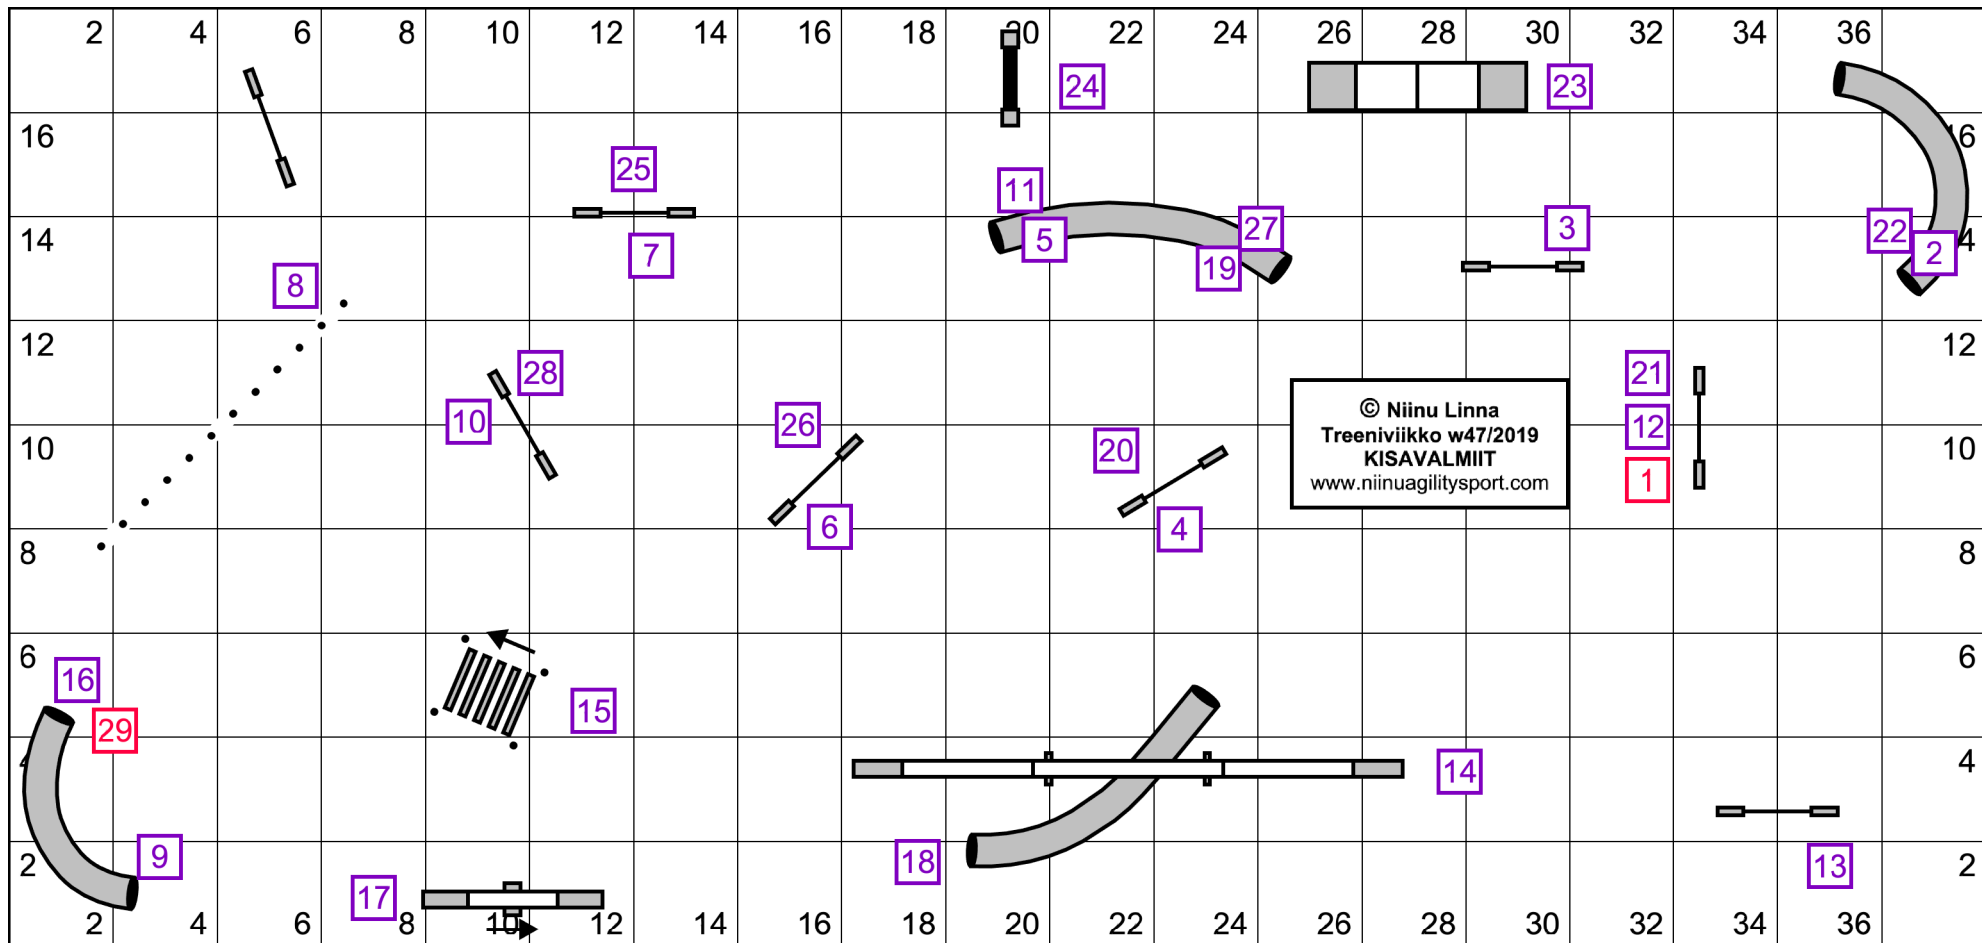 2 4 6 8 10 12 14 16 18 20 22 24 26 28 30 32 34 36
24 23
16 25 16
11
14 7 5 27 19 3 22 2 14
8
12 28 21 12
10 26 20 12
10 © Niinu Linna 10
Treeniviikko w47/2019
KISAVALMIIT
www.niinuagilitysport.com 1
6 4
8 8
6 6
16
29 15
4 14 4
9 18
2 13 2
17
2 4 6 8 10 12 14 16 18 20 22 24 26 28 30 32 34 36